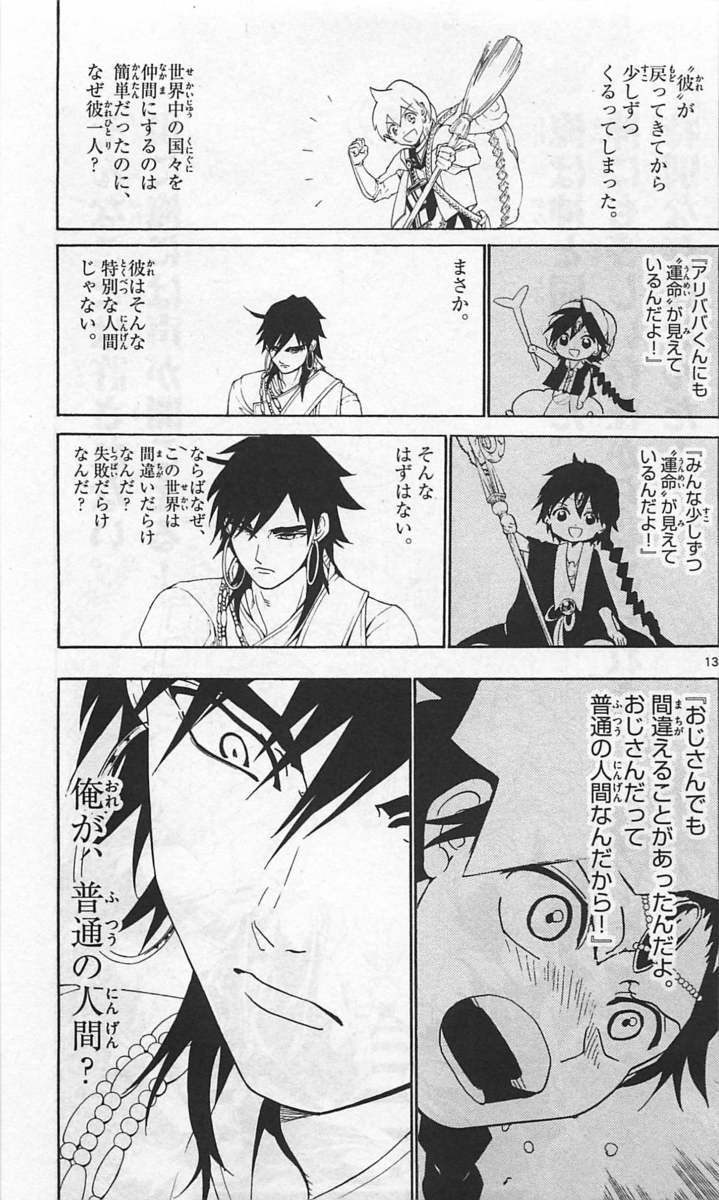 〝彼〟が
戻ってきてから
少しずつ
くるってしまった。
世界中の国々を
仲間にするのは
簡単だったのに、
なぜ彼一人？
『アリババくんにも
〝運命〟が見えて
いるんだよ！』
まさか。
彼はそんな
特別な人間
じゃない。
『みんな少しずつ
〝運命〟が見えて
いるんだよ！』
そんな
はずはない。
ならばなぜ、
この世界は
間違いだらけ
なんだ？
失敗だらけ
なんだ？
13
『おじさんでも
間違えることがあったんだよ。
おじさんだって
普通の人間なんだから！！』
俺が、普通の人間？